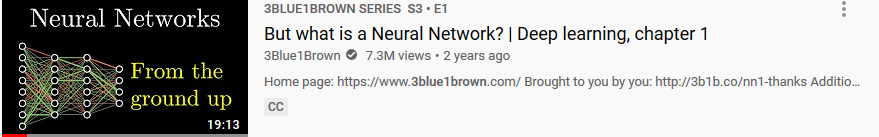 Neural Networks
From the
ground up
19:13
3BLUE1BROWN SERIES S3 • E1
But what is a Neural Network? | Deep learning, chapter 1
3Blue1Brown 7.3M views • 2 years ago
Home page: https://www.3blue1brown.com/ Brought to you by you: http://3b1b.co/nn1-thanks Additio...
CC